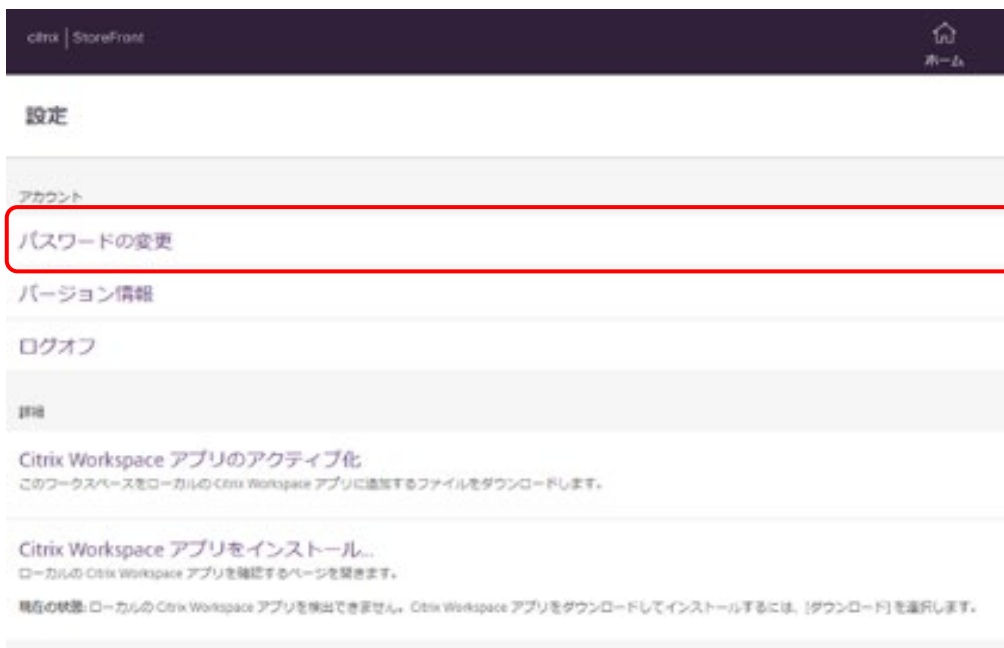 citrix | StoreFront
ホーム
設定
アカウント
パスワードの変更
バージョン情報
ログオフ
詳細
Citrix Workspace アプリのアクティブ化
このワークスペースをローカルの Citrix Workspace アプリに追加するファイルをダウンロードします。
Citrix Workspace アプリをインストール...
ローカルの Citrix Workspace アプリを確認するページを開きます。
現在の状態: ローカルの Citrix Workspace アプリを検出できません。Citrix Workspace アプリをダウンロードしてインストールするには、[ダウンロード] を選択します。